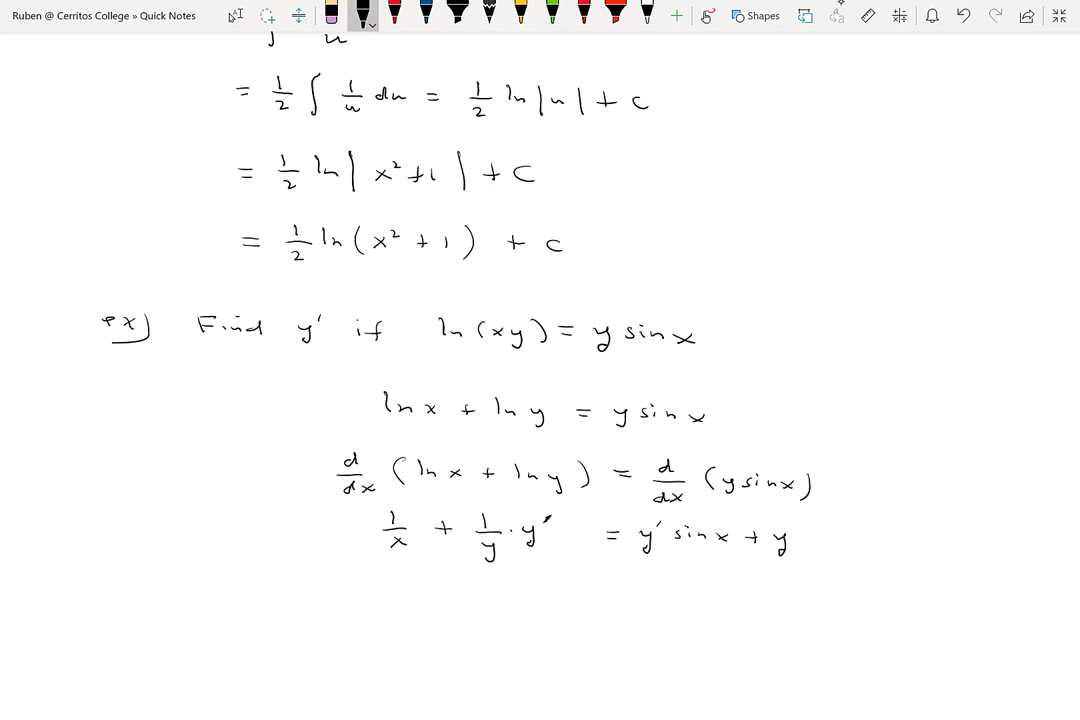 Ruben @ Cerritos College » Quick Notes
Shapes
u
= 1/2 ∫ 1/u du = 1/2 ln|u| + c
= 1/2 ln|x² + 1| + c
= 1/2 ln(x² + 1) + c
ex) Find y' if ln(xy) = y sin x
ln x + ln y = y sin x
d/dx (ln x + ln y) = d/dx (y sin x)
1/x + 1/y · y' = y' sin x + y